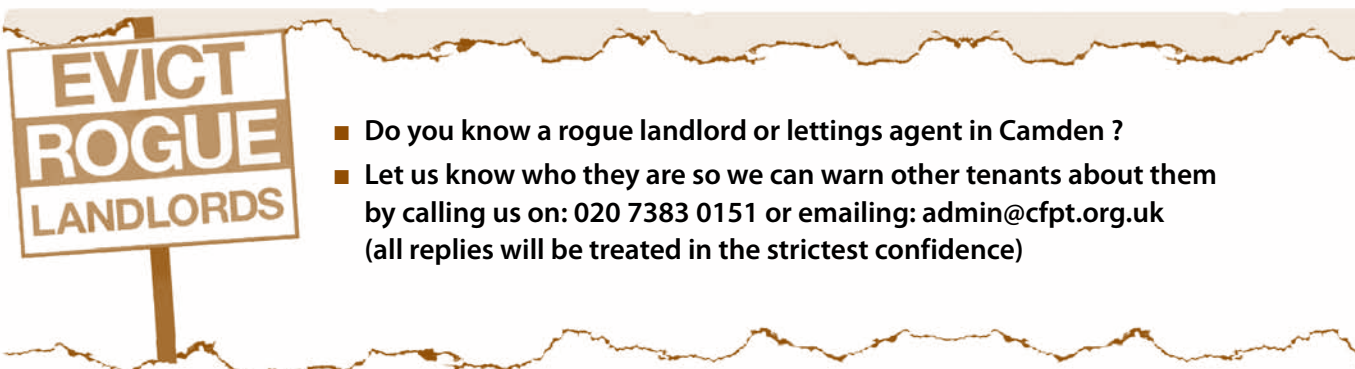 EVICT
ROGUE
LANDLORDS
■ Do you know a rogue landlord or lettings agent in Camden ?
■ Let us know who they are so we can warn other tenants about them
by calling us on: 020 7383 0151 or emailing: admin@cfpt.org.uk
(all replies will be treated in the strictest confidence)